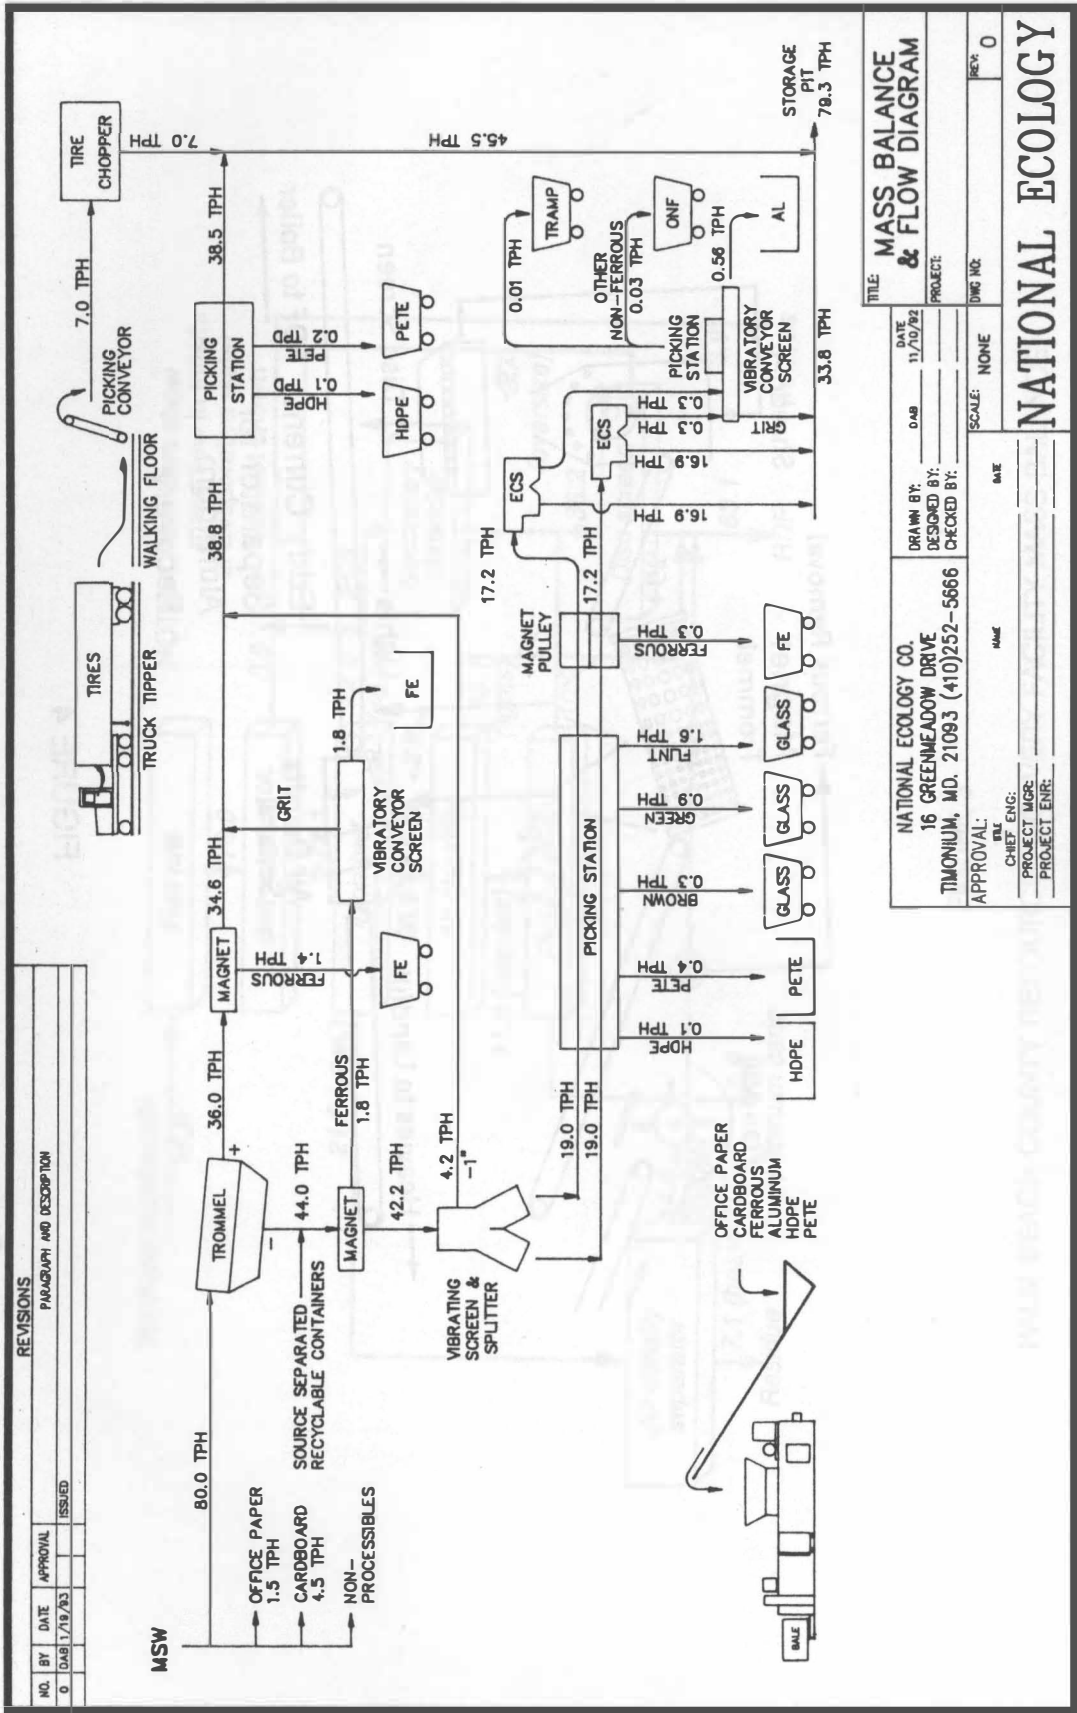 REVISIONS
NO. BY DATE APPROVAL PARAGRAPH AND DESCRIPTION
0 DAB 1/19/93 ISSUED
MSW
80.0 TPH
OFFICE PAPER
1.5 TPH
CARDBOARD
4.5 TPH
NON-
PROCESSIBLES
SOURCE SEPARATED
RECYCLABLE CONTAINERS
TROMMEL
+
-
36.0 TPH
44.0 TPH
MAGNET
34.6 TPH
FERROUS
1.4 TPH
FE
MAGNET
FERROUS
1.8 TPH
42.2 TPH
VIBRATING
SCREEN &
SPLITTER
4.2 TPH
-1"
VIBRATORY
CONVEYOR
SCREEN
GRIT
1.8 TPH
FE
TIRES
TRUCK TIPPER
WALKING FLOOR
PICKING
CONVEYOR
7.0 TPH
TIRE
CHOPPER
7.0 TPH
38.8 TPH
PICKING
STATION
38.5 TPH
HDPE
0.1 TPD
PETE
0.2 TPD
HDPE
PETE
45.5 TPH
19.0 TPH
19.0 TPH
PICKING STATION
HDPE
0.1 TPH
PETE
0.4 TPH
BROWN
0.3 TPH
GREEN
0.9 TPH
FLINT
1.6 TPH
HDPE
PETE
GLASS
GLASS
GLASS
MAGNET
PULLEY
FERROUS
0.3 TPH
FE
17.2 TPH
17.2 TPH
ECS
ECS
16.9 TPH
16.9 TPH
0.3 TPH
0.3 TPH
GRIT
PICKING
STATION
VIBRATORY
CONVEYOR
SCREEN
0.01 TPH
TRAMP
OTHER
NON-FERROUS
0.03 TPH
ONF
0.56 TPH
AL
33.8 TPH
STORAGE
PIT
79.3 TPH
OFFICE PAPER
CARDBOARD
FERROUS
ALUMINUM
HDPE
PETE
BALE
NATIONAL ECOLOGY CO.
16 GREENMEADOW DRIVE
TIMONIUM, MD. 21093 (410)252-5666
DRAWN BY: DAB DATE 11/10/92
DESIGNED BY:
CHECKED BY:
TITLE: MASS BALANCE
& FLOW DIAGRAM
PROJECT:
APPROVAL:
TITLE NAME DATE
CHIEF ENG:
PROJECT MGR:
PROJECT ENR:
SCALE: NONE
DWG NO:
REV: 0
NATIONAL ECOLOGY